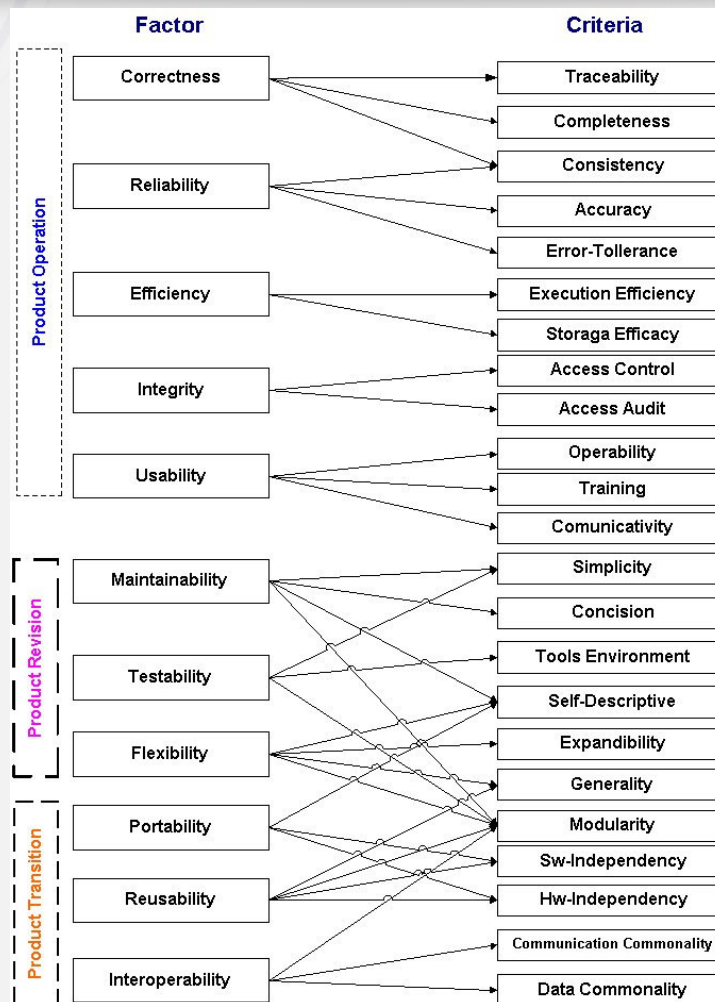 Factor
Criteria
Product Operation
Correctness
Reliability
Efficiency
Integrity
Usability
Product Revision
Maintainability
Testability
Flexibility
Product Transition
Portability
Reusability
Interoperability
Traceability
Completeness
Consistency
Accuracy
Error-Tollerance
Execution Efficiency
Storaga Efficacy
Access Control
Access Audit
Operability
Training
Comunicativity
Simplicity
Concision
Tools Environment
Self-Descriptive
Expandibility
Generality
Modularity
Sw-Independency
Hw-Independency
Communication Commonality
Data Commonality